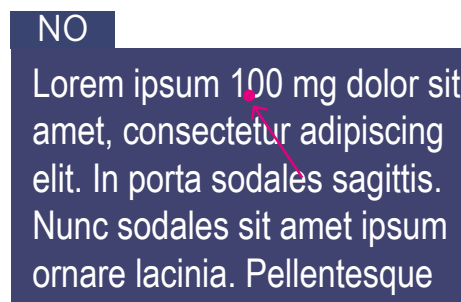 NO
Lorem ipsum 100 mg dolor sit
amet, consectetur adipiscing
elit. In porta sodales sagittis.
Nunc sodales sit amet ipsum
ornare lacinia. Pellentesque